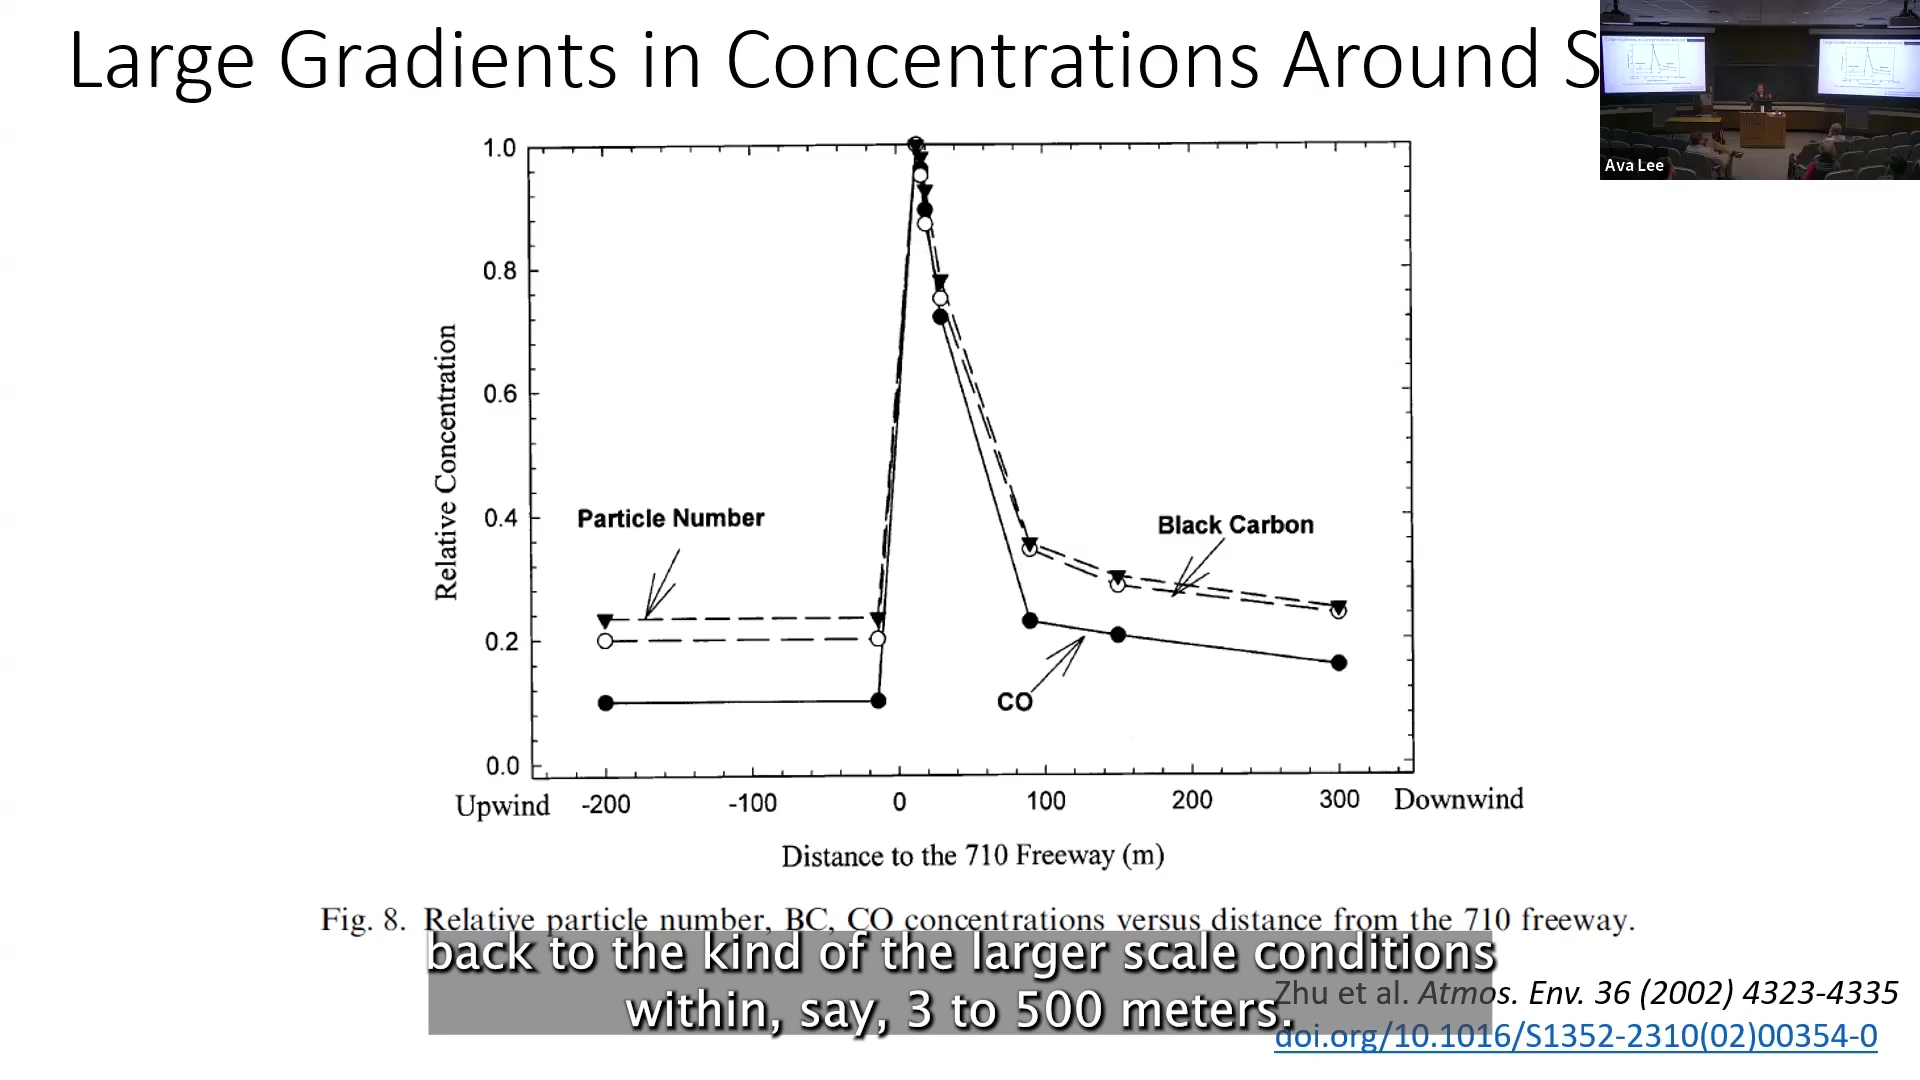 Large Gradients in Concentrations Around S
Ava Lee
1.0
0.8
0.6
0.4
0.2
0.0
Relative Concentration
Particle Number
Black Carbon
CO
Upwind -200 -100 0 100 200 300 Downwind
Distance to the 710 Freeway (m)
Fig. 8. Relative particle number, BC, CO concentrations versus distance from the 710 freeway.
back to the kind of the larger scale conditions
within, say, 3 to 500 meters.
Zhu et al. Atmos. Env. 36 (2002) 4323-4335
doi.org/10.1016/S1352-2310(02)00354-0